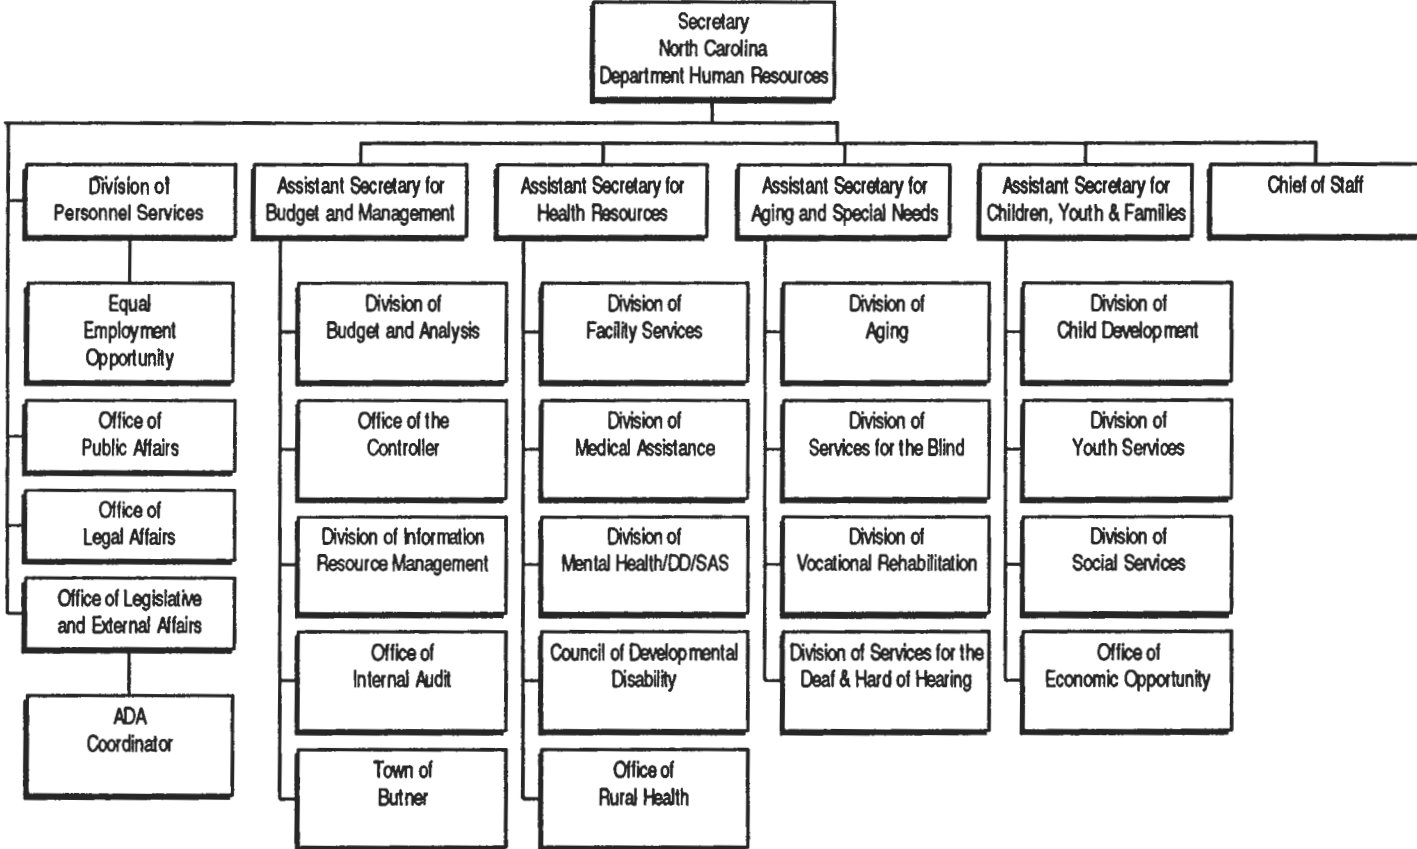 Secretary
North Carolina
Department Human Resources
Division of
Personnel Services
Assistant Secretary for
Budget and Management
Assistant Secretary for
Health Resources
Assistant Secretary for
Aging and Special Needs
Assistant Secretary for
Children, Youth & Families
Chief of Staff
Equal
Employment
Opportunity
Office of
Public Affairs
Office of
Legal Affairs
Office of Legislative
and External Affairs
ADA
Coordinator
Division of
Budget and Analysis
Office of the
Controller
Division of Information
Resource Management
Office of
Internal Audit
Town of
Butner
Division of
Facility Services
Division of
Medical Assistance
Division of
Mental Health/DD/SAS
Council of Developmental
Disability
Office of
Rural Health
Division of
Aging
Division of
Services for the Blind
Division of
Vocational Rehabilitation
Division of Services for the
Deaf & Hard of Hearing
Division of
Child Development
Division of
Youth Services
Division of
Social Services
Office of
Economic Opportunity